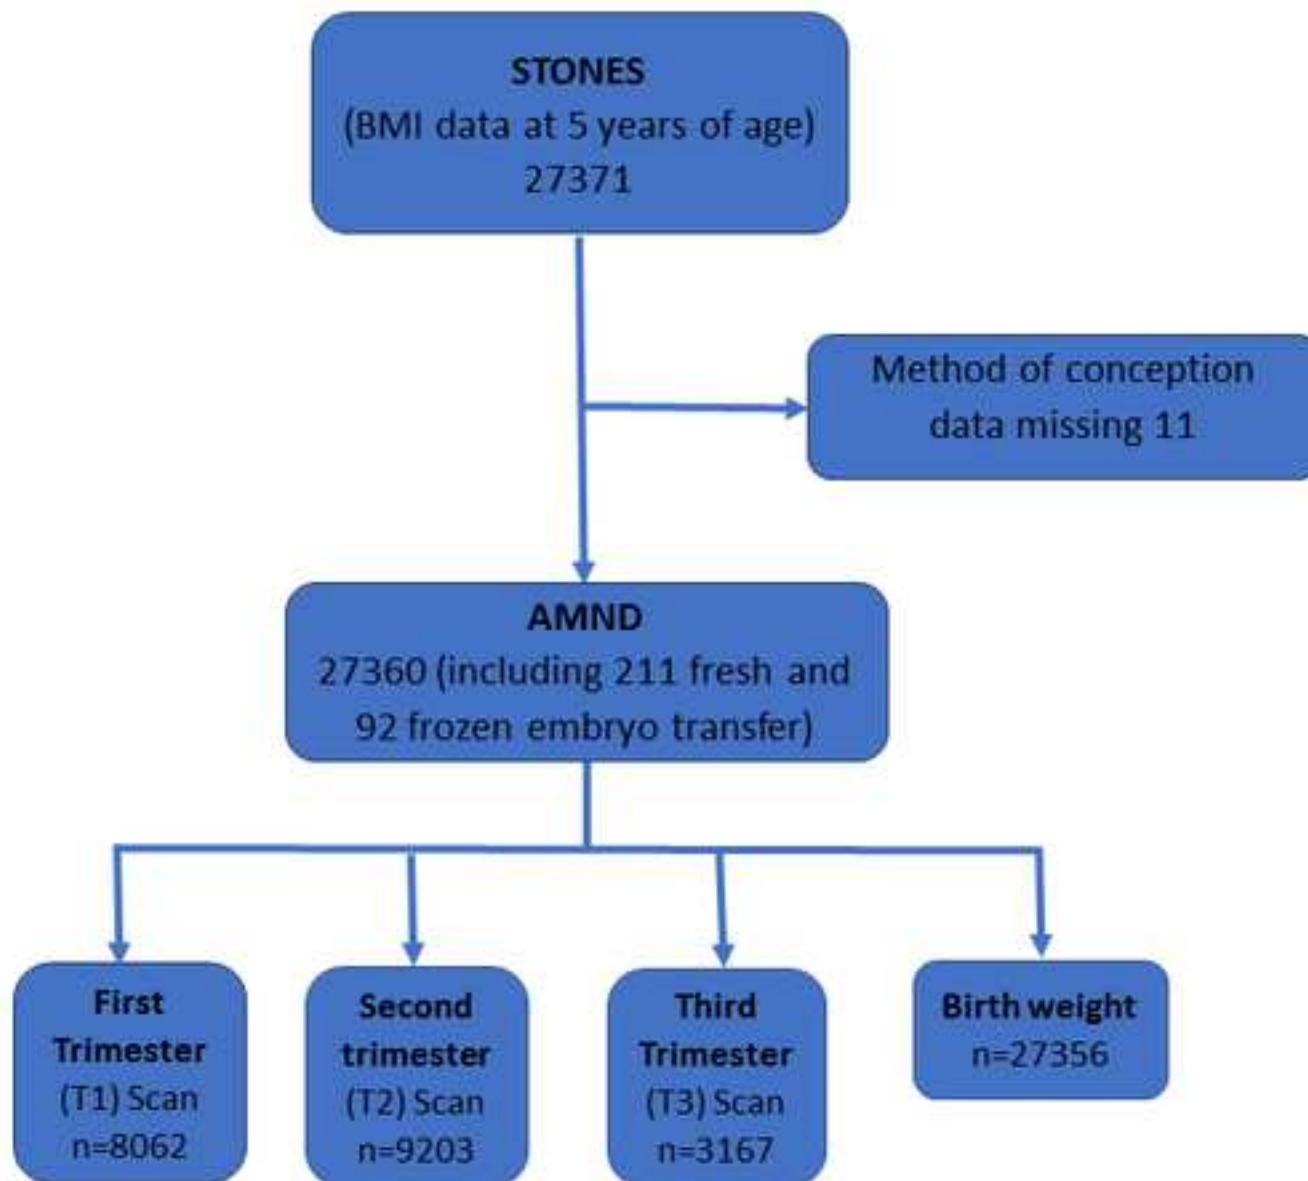 STONES
(BMI data at 5 years of age)
27371
Method of conception
data missing 11
AMND
27360 (including 211 fresh and
92 frozen embryo transfer)
First
Trimester
(T1) Scan
n=8062
Second
trimester
(T2) Scan
n=9203
Third
Trimester
(T3) Scan
n=3167
Birth weight
n=27356